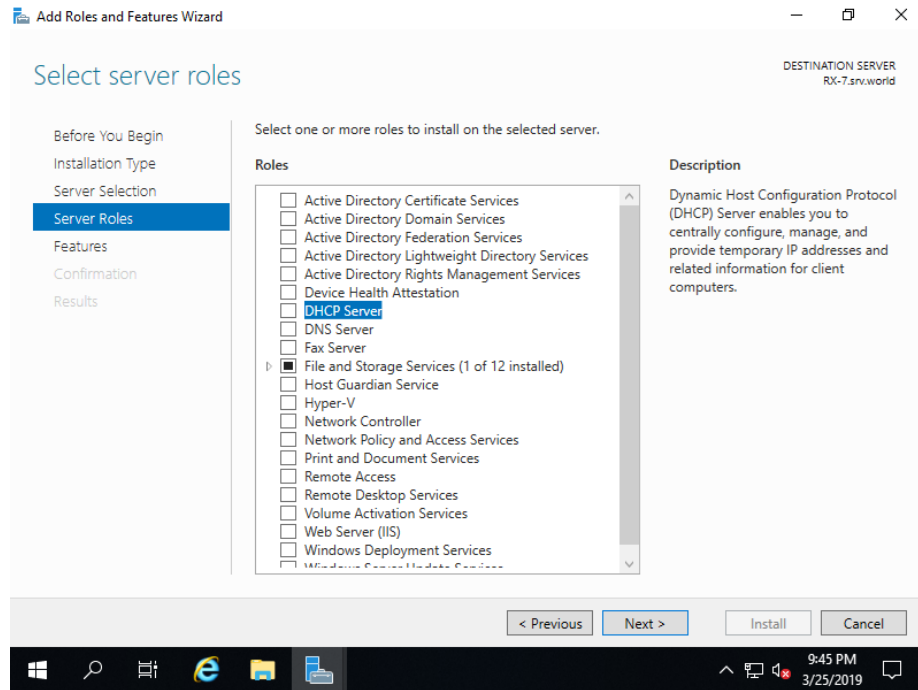 Add Roles and Features Wizard
Select server roles
DESTINATION SERVER
RX-7.srv.world
Before You Begin
Installation Type
Server Selection
Server Roles
Features
Confirmation
Results
Select one or more roles to install on the selected server.
Roles
Active Directory Certificate Services
Active Directory Domain Services
Active Directory Federation Services
Active Directory Lightweight Directory Services
Active Directory Rights Management Services
Device Health Attestation
DHCP Server
DNS Server
Fax Server
File and Storage Services (1 of 12 installed)
Host Guardian Service
Hyper-V
Network Controller
Network Policy and Access Services
Print and Document Services
Remote Access
Remote Desktop Services
Volume Activation Services
Web Server (IIS)
Windows Deployment Services
Windows Server Update Services
Description
Dynamic Host Configuration Protocol
(DHCP) Server enables you to
centrally configure, manage, and
provide temporary IP addresses and
related information for client
computers.
< Previous
Next >
Install
Cancel
9:45 PM
3/25/2019